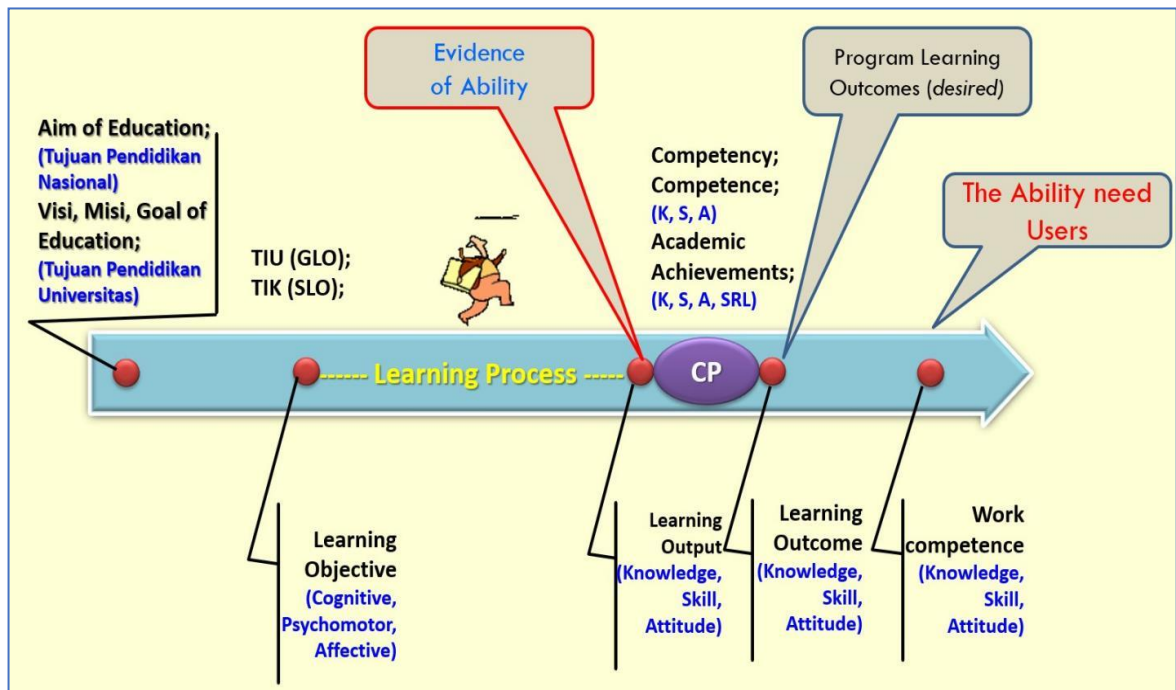 Evidence
of Ability
Program Learning
Outcomes (desired)
Aim of Education;
(Tujuan Pendidikan
Nasional)
Visi, Misi, Goal of
Education;
(Tujuan Pendidikan
Universitas)
TIU (GLO);
TIK (SLO);
Competency;
Competence;
(K, S, A)
Academic
Achievements;
(K, S, A, SRL)
The Ability need
Users
------ Learning Process -----
CP
Learning
Objective
(Cognitive,
Psychomotor,
Affective)
Learning
Output
(Knowledge,
Skill,
Attitude)
Learning
Outcome
(Knowledge,
Skill,
Attitude)
Work
competence
(Knowledge,
Skill,
Attitude)